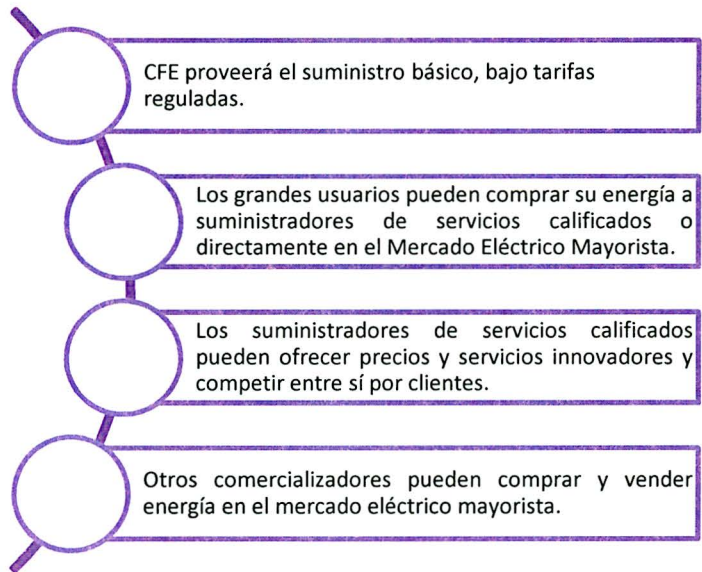 CFE proveerá el suministro básico, bajo tarifas
reguladas.
Los grandes usuarios pueden comprar su energía a
suministradores de servicios calificados o
directamente en el Mercado Eléctrico Mayorista.
Los suministradores de servicios calificados
pueden ofrecer precios y servicios innovadores y
competir entre sí por clientes.
Otros comercializadores pueden comprar y vender
energía en el mercado eléctrico mayorista.